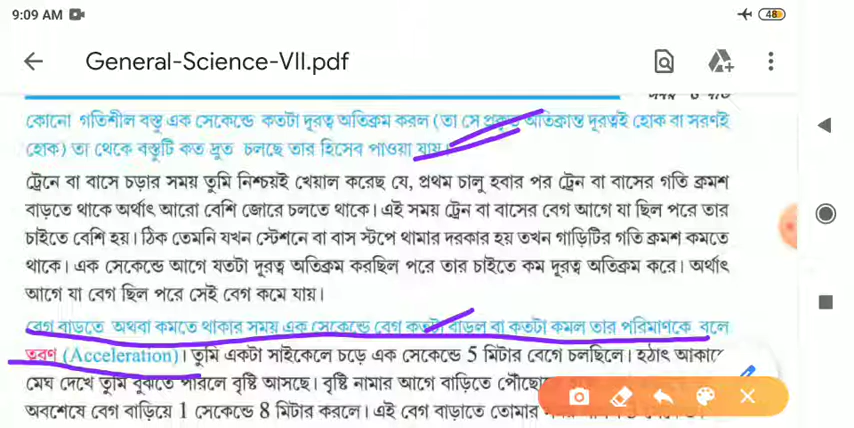 9:09 AM
48
General-Science-VII.pdf
সময় ও গতি
কোনো গতিশীল বস্তু এক সেকেন্ডে কতটা দূরত্ব অতিক্রম করল (তা সে প্রকৃত অতিক্রান্ত দূরত্বই হোক বা সরণই
হোক) তা থেকে বস্তুটি কত দ্রুত চলছে তার হিসেব পাওয়া যায়।
ট্রেনে বা বাসে চড়ার সময় তুমি নিশ্চয়ই খেয়াল করেছ যে, প্রথম চালু হবার পর ট্রেন বা বাসের গতি ক্রমশ
বাড়তে থাকে অর্থাৎ আরো বেশি জোরে চলতে থাকে। এই সময় ট্রেন বা বাসের বেগ আগে যা ছিল পরে তার
চাইতে বেশি হয়। ঠিক তেমনি যখন স্টেশনে বা বাস স্টপে থামার দরকার হয় তখন গাড়িটির গতি ক্রমশ কমতে
থাকে। এক সেকেন্ডে আগে যতটা দূরত্ব অতিক্রম করছিল পরে তার চাইতে কম দূরত্ব অতিক্রম করে। অর্থাৎ
আগে যা বেগ ছিল পরে সেই বেগ কমে যায়।
বেগ বাড়তে অথবা কমতে থাকার সময় এক সেকেন্ডে বেগ কতটা বাড়ল বা কতটা কমল তার পরিমাণকে বলে
ত্বরণ (Acceleration)। তুমি একটা সাইকেলে চড়ে এক সেকেন্ডে 5 মিটার বেগে চলছিলে। হঠাৎ আকাশে
মেঘ দেখে তুমি বুঝতে পারলে বৃষ্টি আসছে। বৃষ্টি নামার আগে বাড়িতে
অবশেষে বেগ বাড়িয়ে 1 সেকেন্ডে 8 মিটার করলে। এই বেগ বাড়াতে তোমার